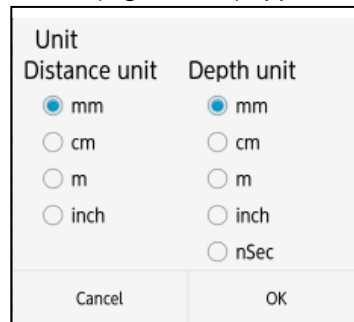 Unit
Distance unit Depth unit
mm mm
cm cm
m m
inch inch
nSec
Cancel OK